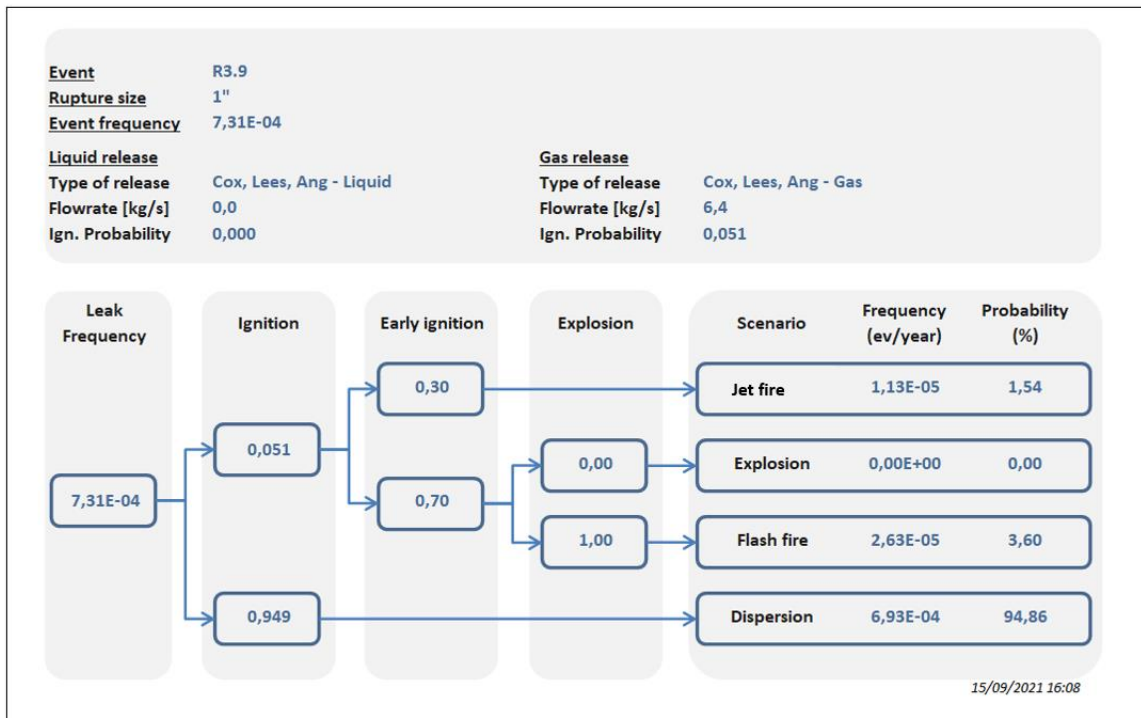 Event R3.9
Rupture size 1"
Event frequency 7,31E-04
Liquid release Gas release
Type of release Cox, Lees, Ang - Liquid Type of release Cox, Lees, Ang - Gas
Flowrate [kg/s] 0,0 Flowrate [kg/s] 6,4
Ign. Probability 0,000 Ign. Probability 0,051
Leak Frequency
Ignition
Early ignition
Explosion
Scenario
Frequency (ev/year)
Probability (%)
0,30
Jet fire 1,13E-05 1,54
0,051
0,00
Explosion 0,00E+00 0,00
7,31E-04
0,70
1,00
Flash fire 2,63E-05 3,60
0,949
Dispersion 6,93E-04 94,86
15/09/2021 16:08